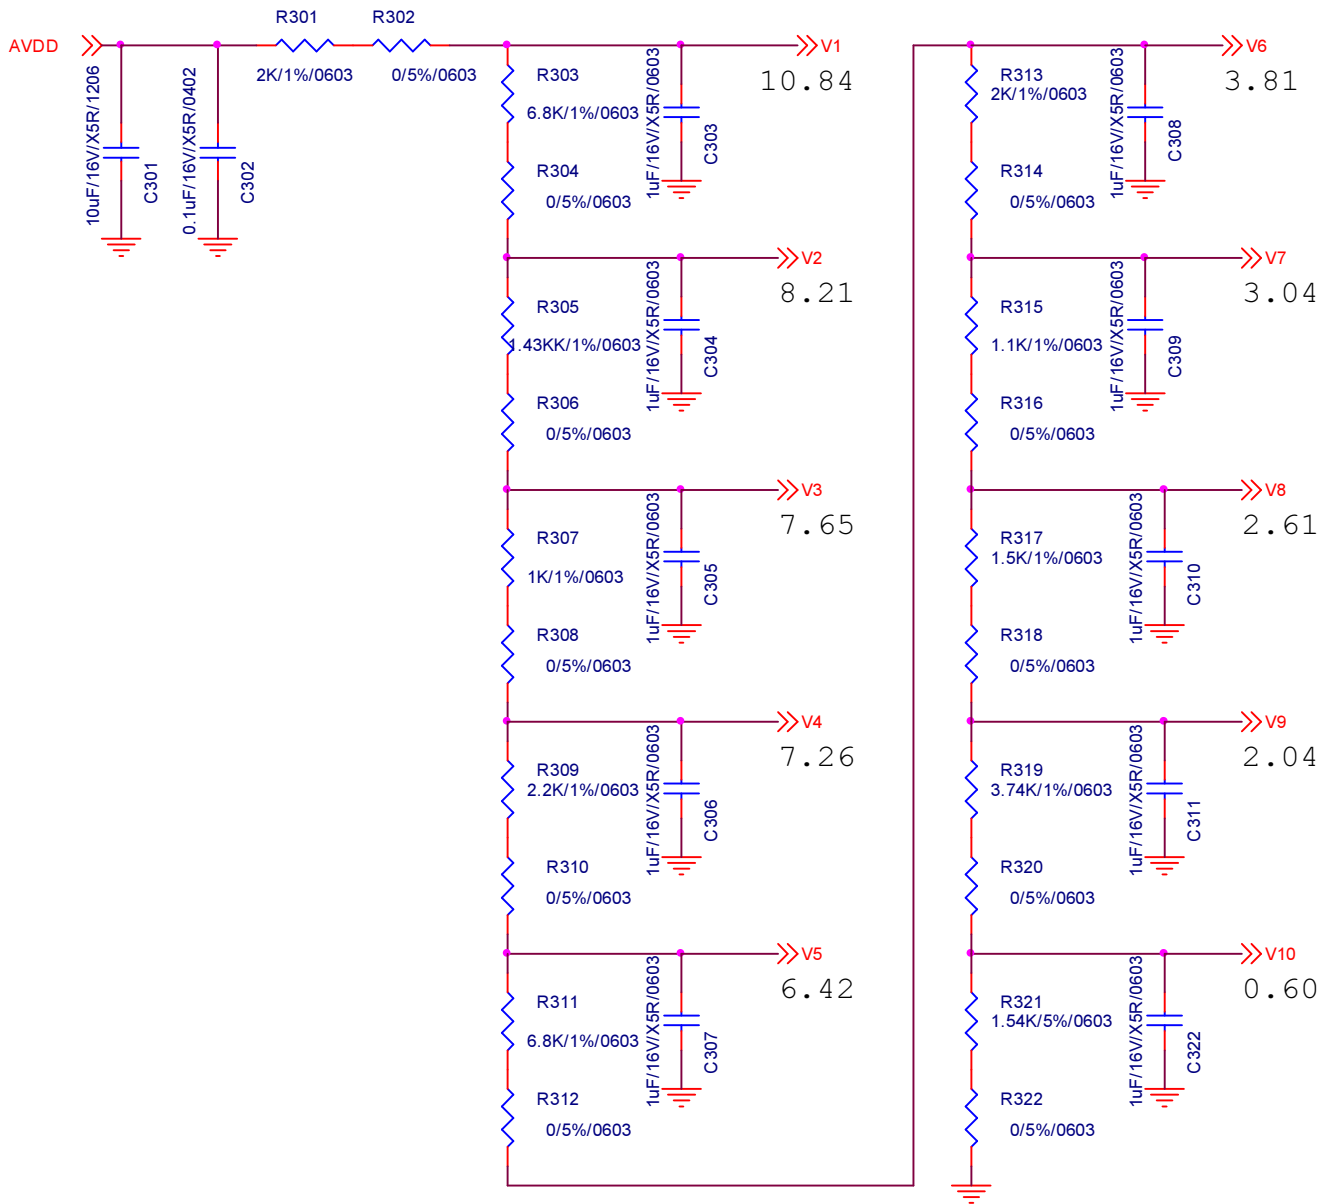 AVDD
10uF/16V/X5R/1206
C301
0.1uF/16V/X5R/0402
C302
R301
2K/1%/0603
R302
0/5%/0603
R303
6.8K/1%/0603
R304
0/5%/0603
1uF/16V/X5R/0603
C303
V1
10.84
R305
1.43KK/1%/0603
R306
0/5%/0603
1uF/16V/X5R/0603
C304
V2
8.21
R307
1K/1%/0603
R308
0/5%/0603
1uF/16V/X5R/0603
C305
V3
7.65
R309
2.2K/1%/0603
R310
0/5%/0603
1uF/16V/X5R/0603
C306
V4
7.26
R311
6.8K/1%/0603
R312
0/5%/0603
1uF/16V/X5R/0603
C307
V5
6.42
R313
2K/1%/0603
R314
0/5%/0603
1uF/16V/X5R/0603
C308
V6
3.81
R315
1.1K/1%/0603
R316
0/5%/0603
1uF/16V/X5R/0603
C309
V7
3.04
R317
1.5K/1%/0603
R318
0/5%/0603
1uF/16V/X5R/0603
C310
V8
2.61
R319
3.74K/1%/0603
R320
0/5%/0603
1uF/16V/X5R/0603
C311
V9
2.04
R321
1.54K/5%/0603
R322
0/5%/0603
1uF/16V/X5R/0603
C322
V10
0.60